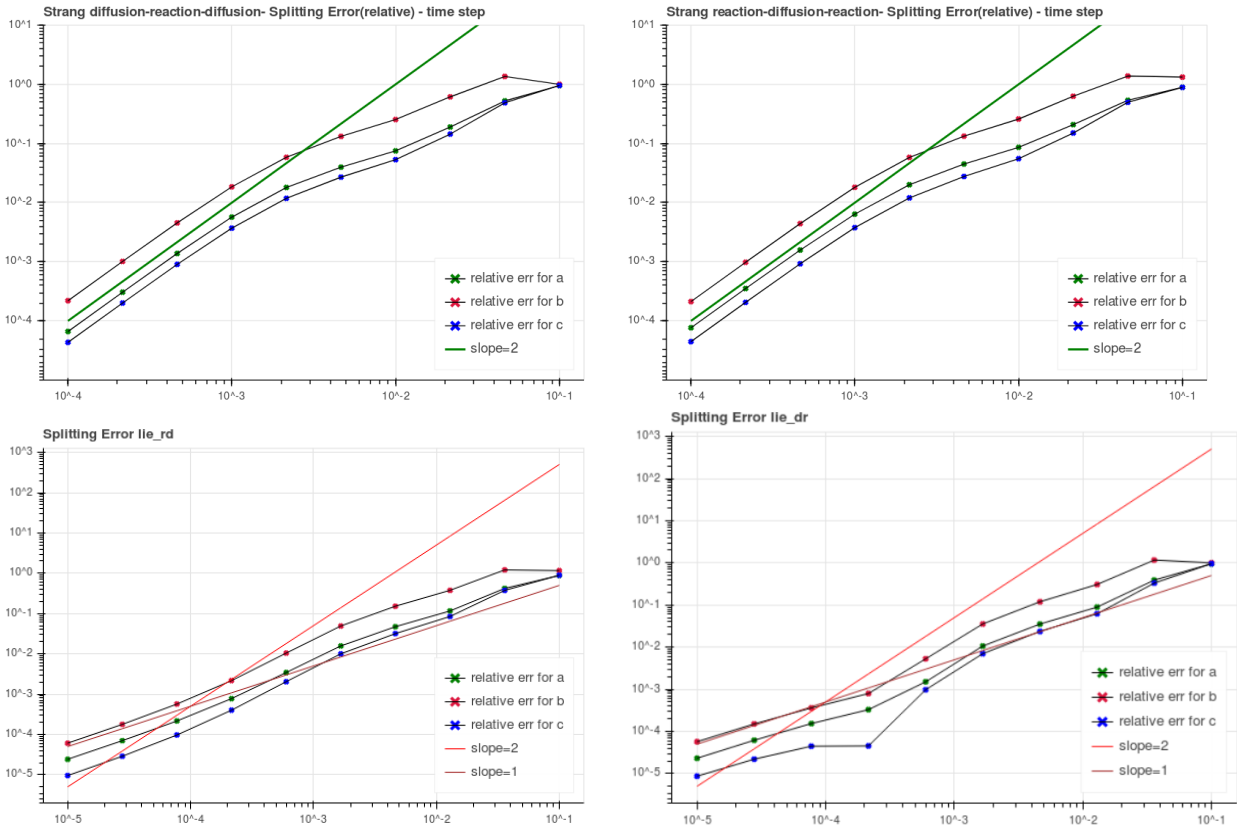 Strang diffusion-reaction-diffusion- Splitting Error(relative) - time step
10^1
10^0
10^-1
10^-2
10^-3
10^-4
relative err for a
relative err for b
relative err for c
slope=2
10^-4
10^-3
10^-2
10^-1
Strang reaction-diffusion-reaction- Splitting Error(relative) - time step
10^1
10^0
10^-1
10^-2
10^-3
10^-4
relative err for a
relative err for b
relative err for c
slope=2
10^-4
10^-3
10^-2
10^-1
Splitting Error lie_rd
10^3
10^2
10^1
10^0
10^-1
10^-2
10^-3
10^-4
10^-5
relative err for a
relative err for b
relative err for c
slope=2
slope=1
10^-5
10^-4
10^-3
10^-2
10^-1
Splitting Error lie_dr
10^3
10^2
10^1
10^0
10^-1
10^-2
10^-3
10^-4
10^-5
relative err for a
relative err for b
relative err for c
slope=2
slope=1
10^-5
10^-4
10^-3
10^-2
10^-1